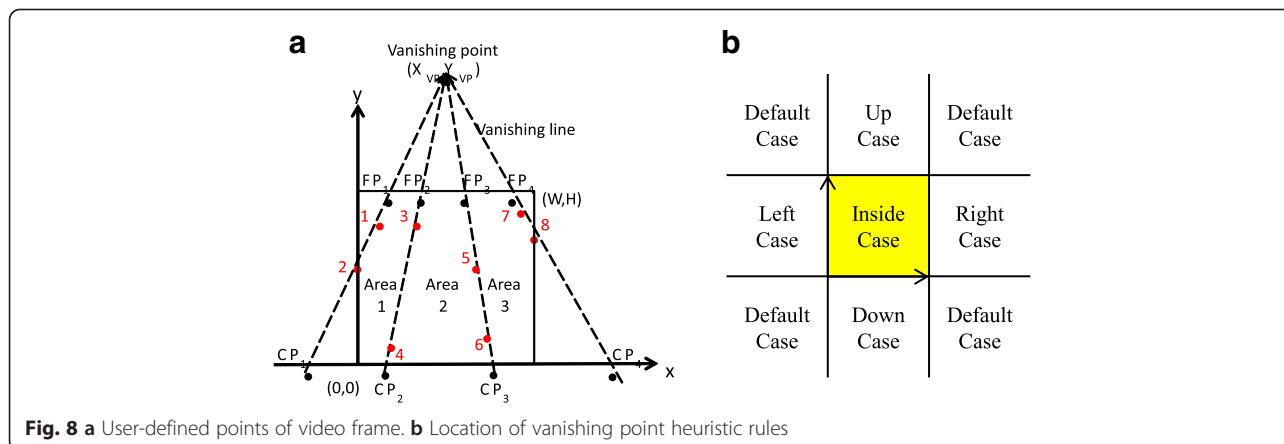 a
Vanishing point
(X VP Y VP )
y
Vanishing line
FP1 FP2 FP3 FP4
(W,H)
1 3 7 8
2 5
Area 1 Area 2 Area 3
6
4
CP1 CP4
x
(0,0) CP2 CP3
b
Default Case Up Case Default Case
Left Case Inside Case Right Case
Default Case Down Case Default Case
Fig. 8 a User-defined points of video frame. b Location of vanishing point heuristic rules